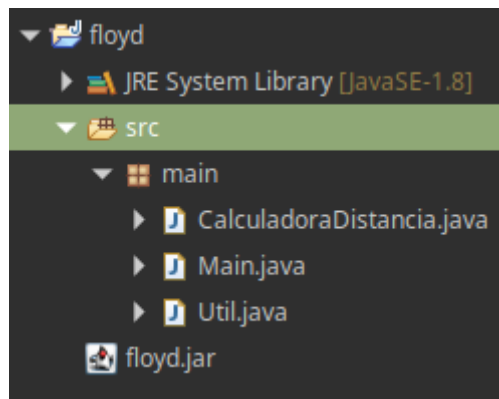 floyd
JRE System Library [JavaSE-1.8]
src
main
CalculadoraDistancia.java
Main.java
Util.java
floyd.jar